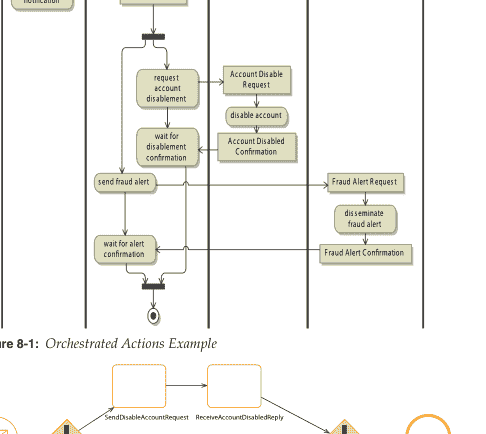 notification
request
account
disablement
Account Disable
Request
disable account
wait for
disablement
confirmation
Account Disabled
Confirmation
send fraud alert
Fraud Alert Request
disseminate
fraud alert
wait for alert
confirmation
Fraud Alert Confirmation
ure 8-1: Orchestrated Actions Example
SendDisableAccountRequest
ReceiveAccountDisabledReply